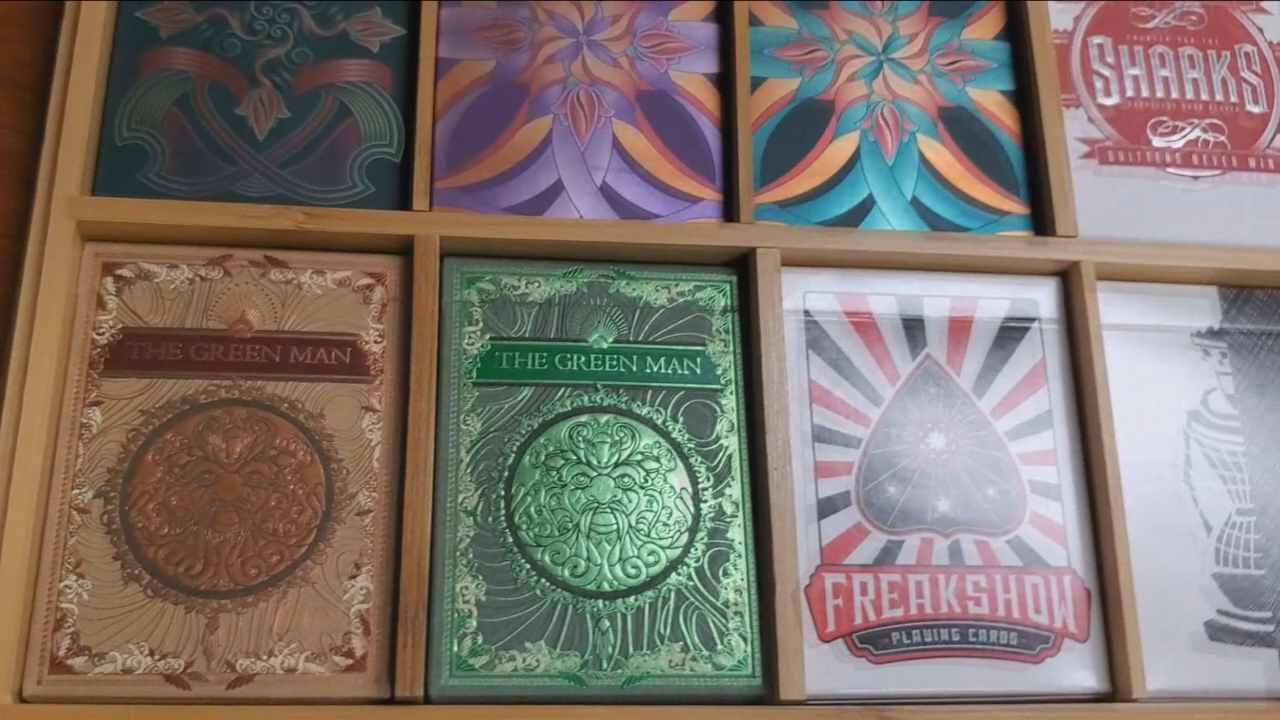 SHARKS
QUITTERS NEVER WIN
THE GREEN MAN
THE GREEN MAN
FREAKSHOW
PLAYING CARDS